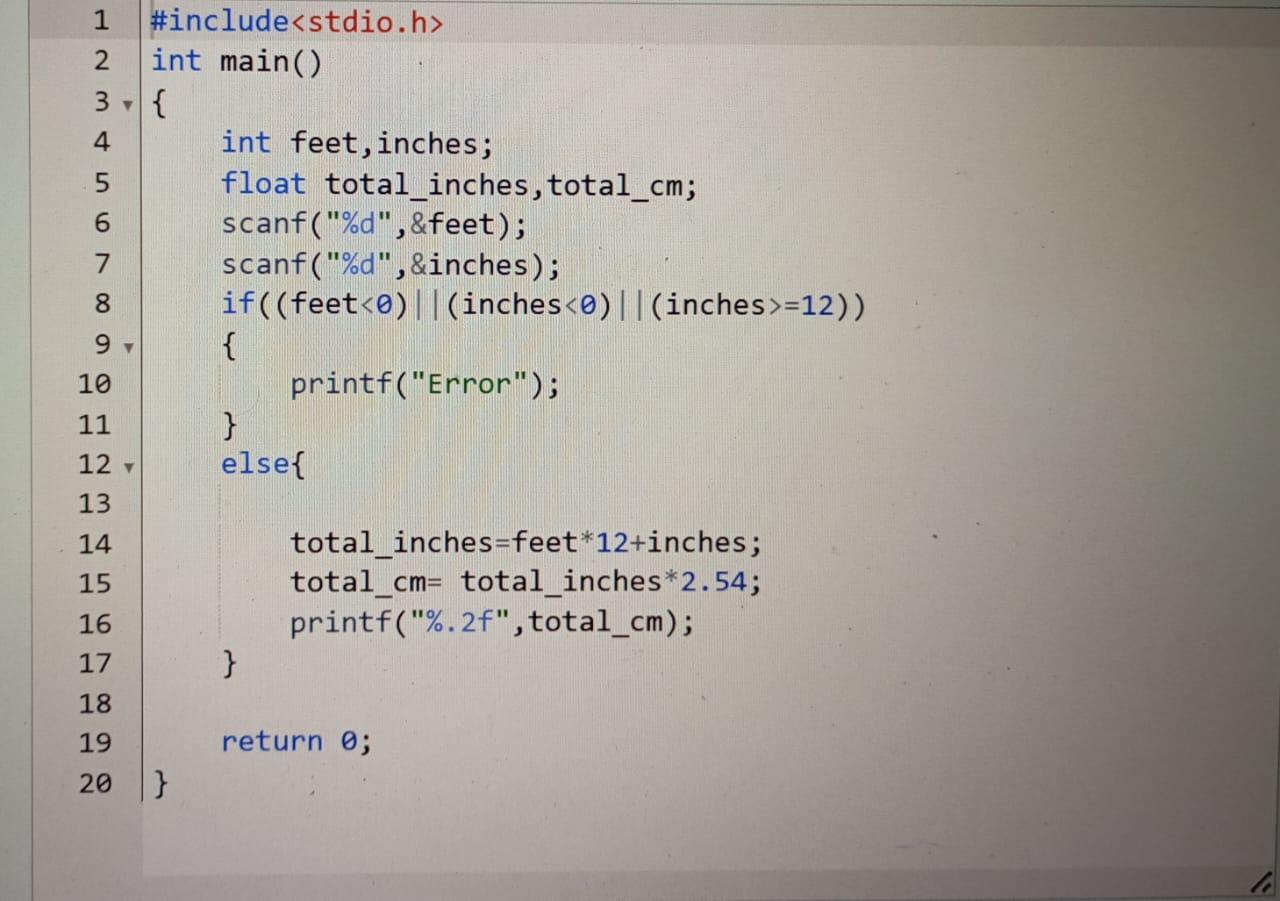 1 #include<stdio.h>
2 int main()
3 {
4     int feet,inches;
5     float total_inches,total_cm;
6     scanf("%d",&feet);
7     scanf("%d",&inches);
8     if((feet<0)||(inches<0)||(inches>=12))
9     {
10         printf("Error");
11     }
12     else{
13
14         total_inches=feet*12+inches;
15         total_cm= total_inches*2.54;
16         printf("%.2f",total_cm);
17     }
18
19     return 0;
20 }